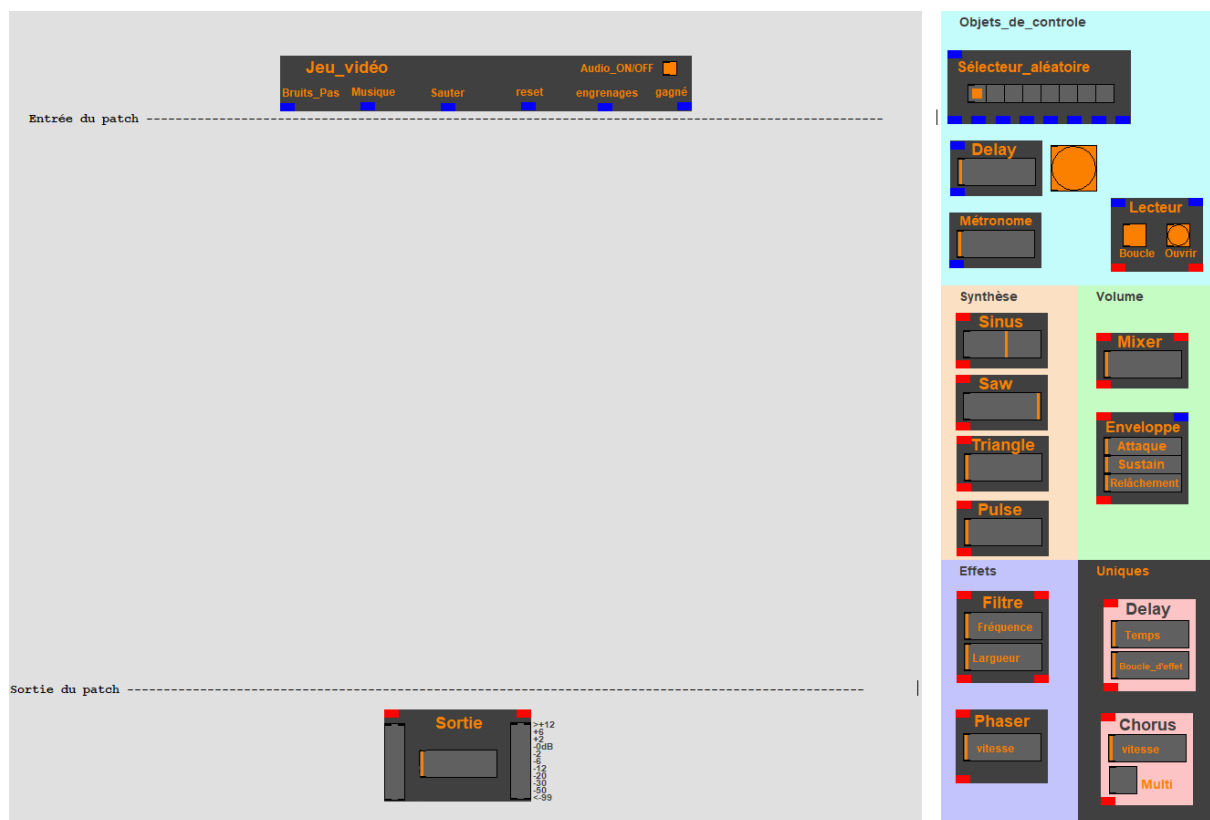 Jeu_vidéo
Audio_ON/OFF
Bruits_Pas Musique Sauter reset engrenages gagné
Entrée du patch
Sortie du patch
Sortie
>+12
+6
+2
-0dB
-2
-6
-12
-20
-30
-50
<-99
Objets_de_controle
Sélecteur_aléatoire
Delay
Métronome
Lecteur
Boucle Ouvrir
Synthèse
Sinus
Saw
Triangle
Pulse
Volume
Mixer
Enveloppe
Attaque
Sustain
Relâchement
Effets
Filtre
Fréquence
Largueur
Phaser
vitesse
Uniques
Delay
Temps
Boucle_d'effet
Chorus
vitesse
Multi